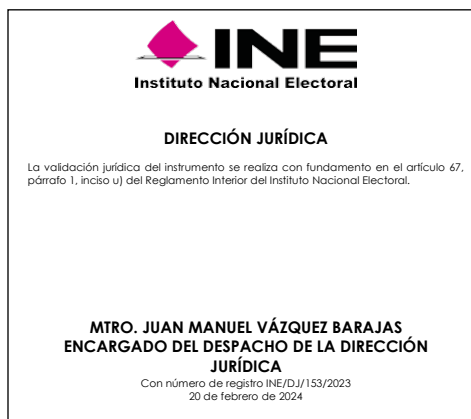 INE
Instituto Nacional Electoral
DIRECCIÓN JURÍDICA
La validación jurídica del instrumento se realiza con fundamento en el artículo 67,
párrafo 1, inciso u) del Reglamento Interior del Instituto Nacional Electoral.
MTRO. JUAN MANUEL VÁZQUEZ BARAJAS
ENCARGADO DEL DESPACHO DE LA DIRECCIÓN
JURÍDICA
Con número de registro INE/DJ/153/2023
20 de febrero de 2024